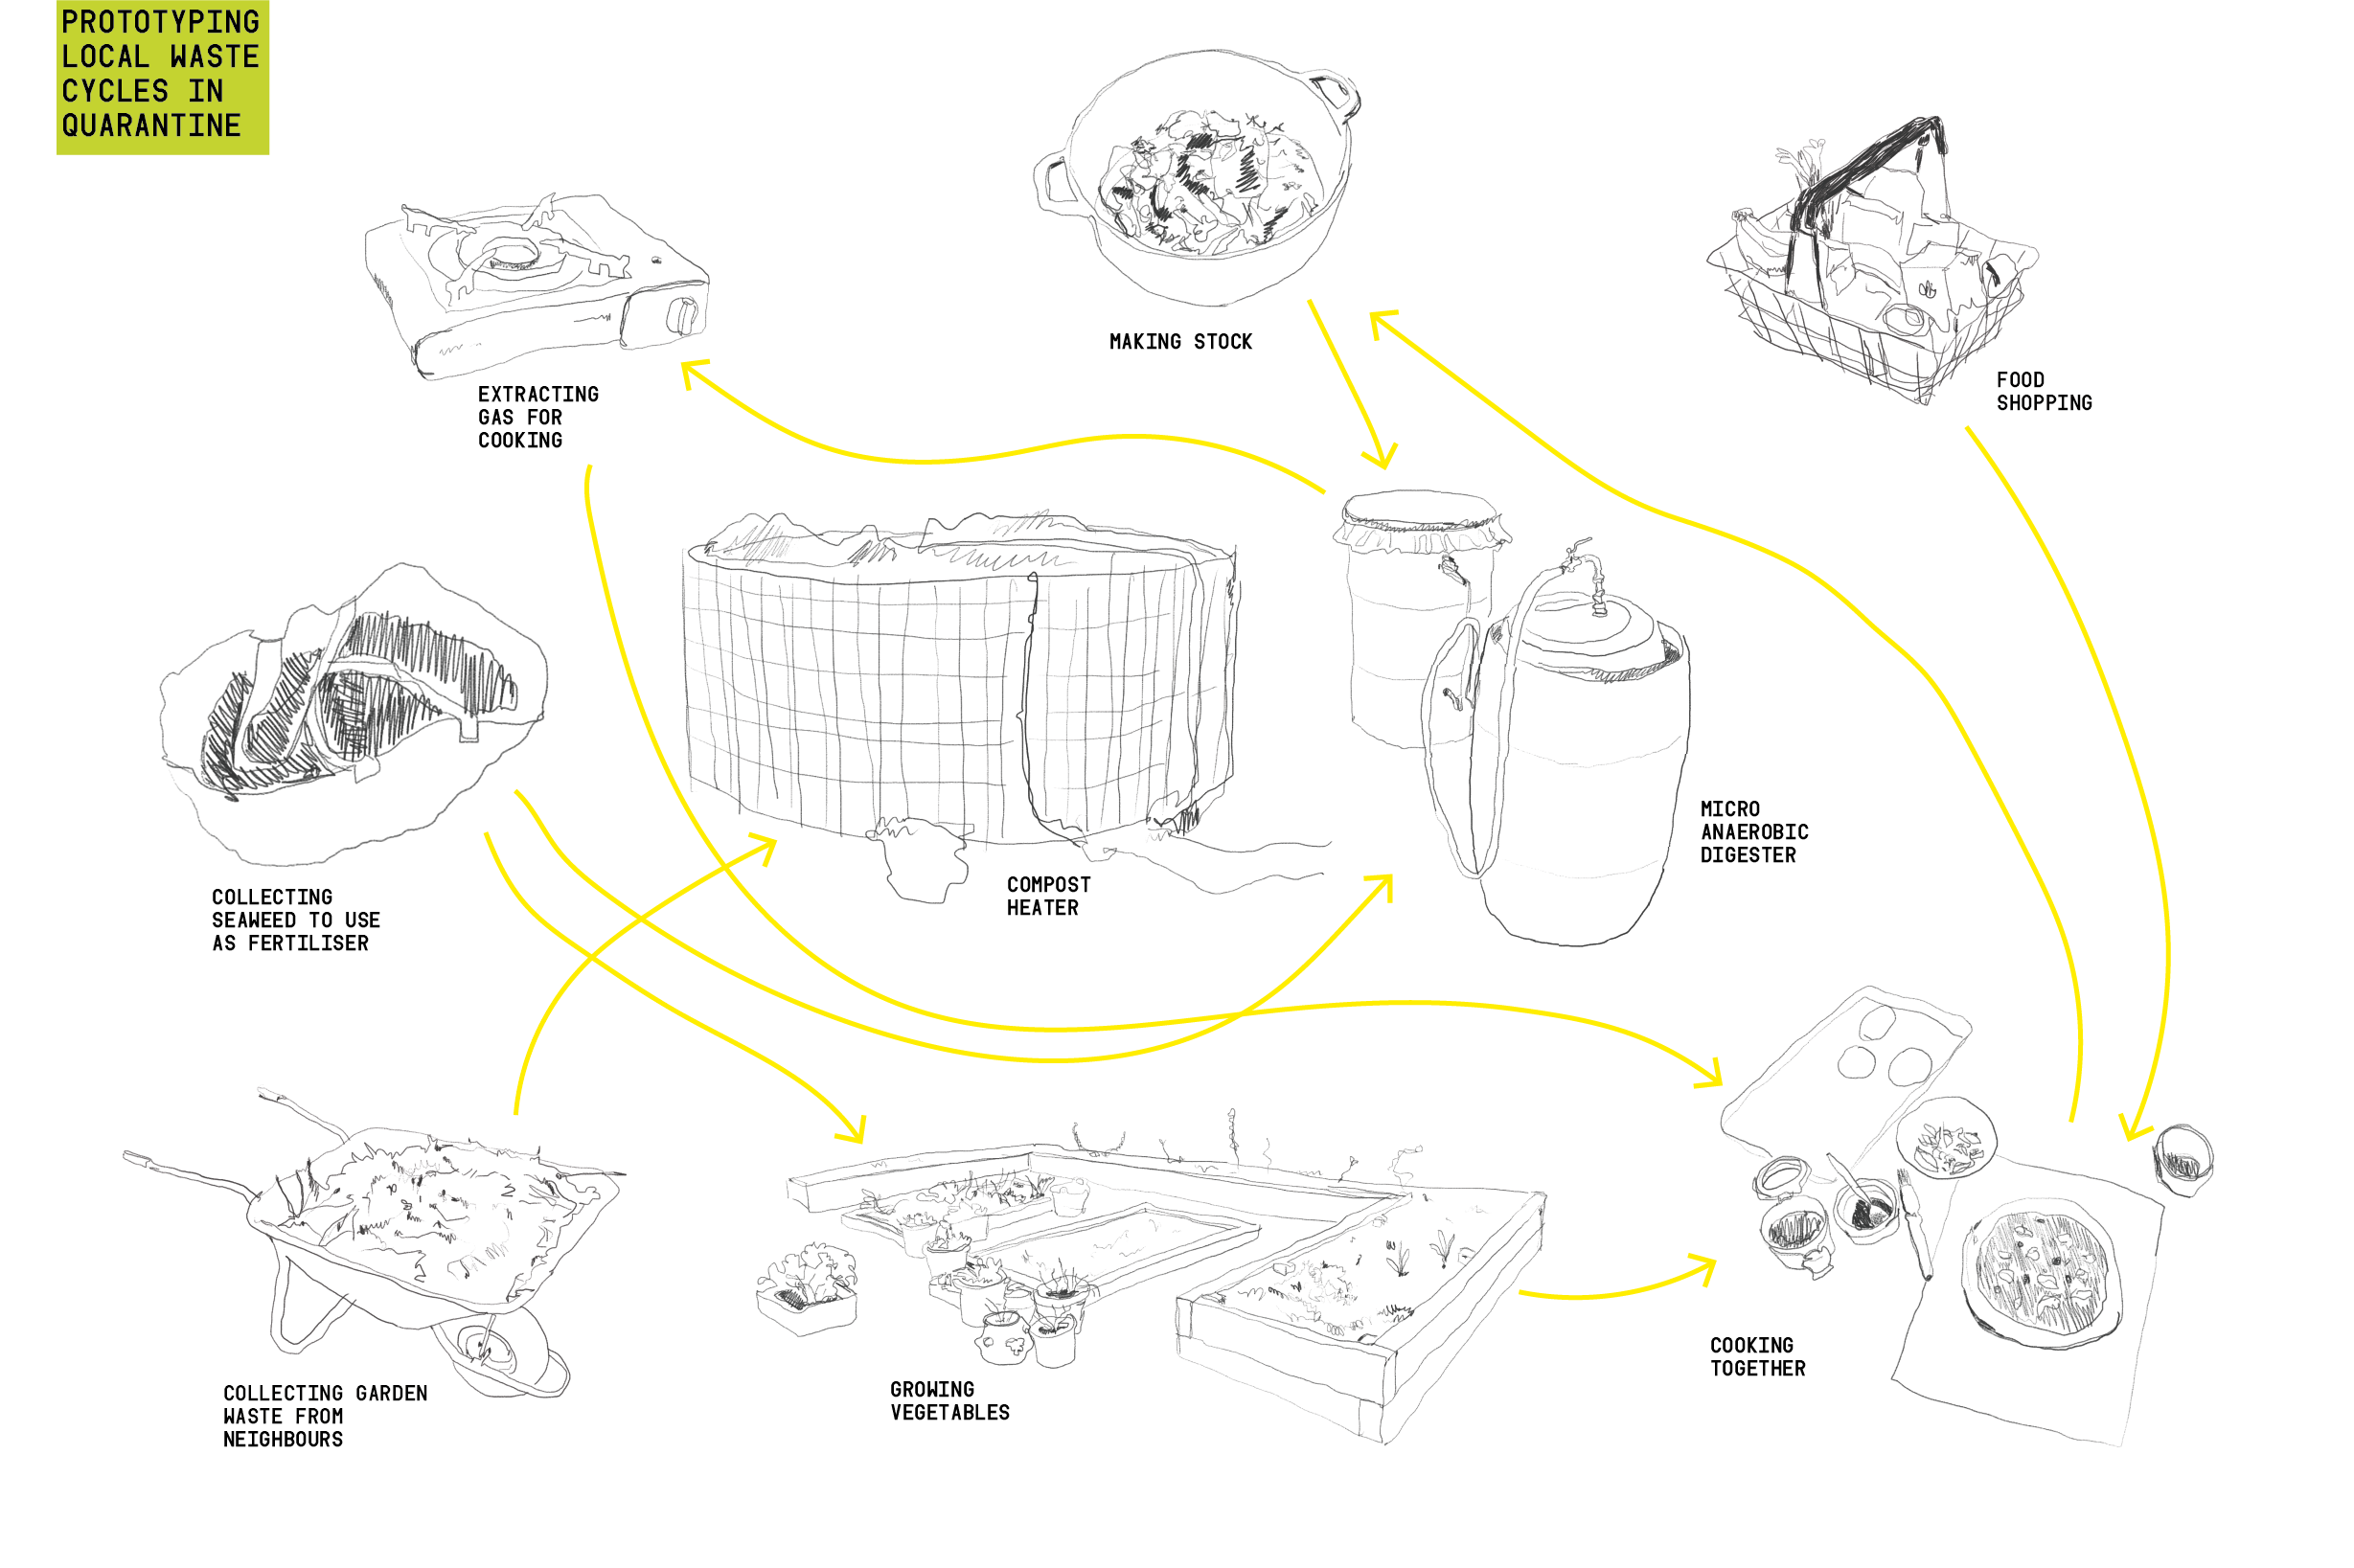 PROTOTYPING
LOCAL WASTE
CYCLES IN
QUARANTINE
MAKING STOCK
EXTRACTING
GAS FOR
COOKING
FOOD
SHOPPING
COLLECTING
SEAWEED TO USE
AS FERTILISER
COMPOST
HEATER
MICRO
ANAEROBIC
DIGESTER
COLLECTING GARDEN
WASTE FROM
NEIGHBOURS
GROWING
VEGETABLES
COOKING
TOGETHER